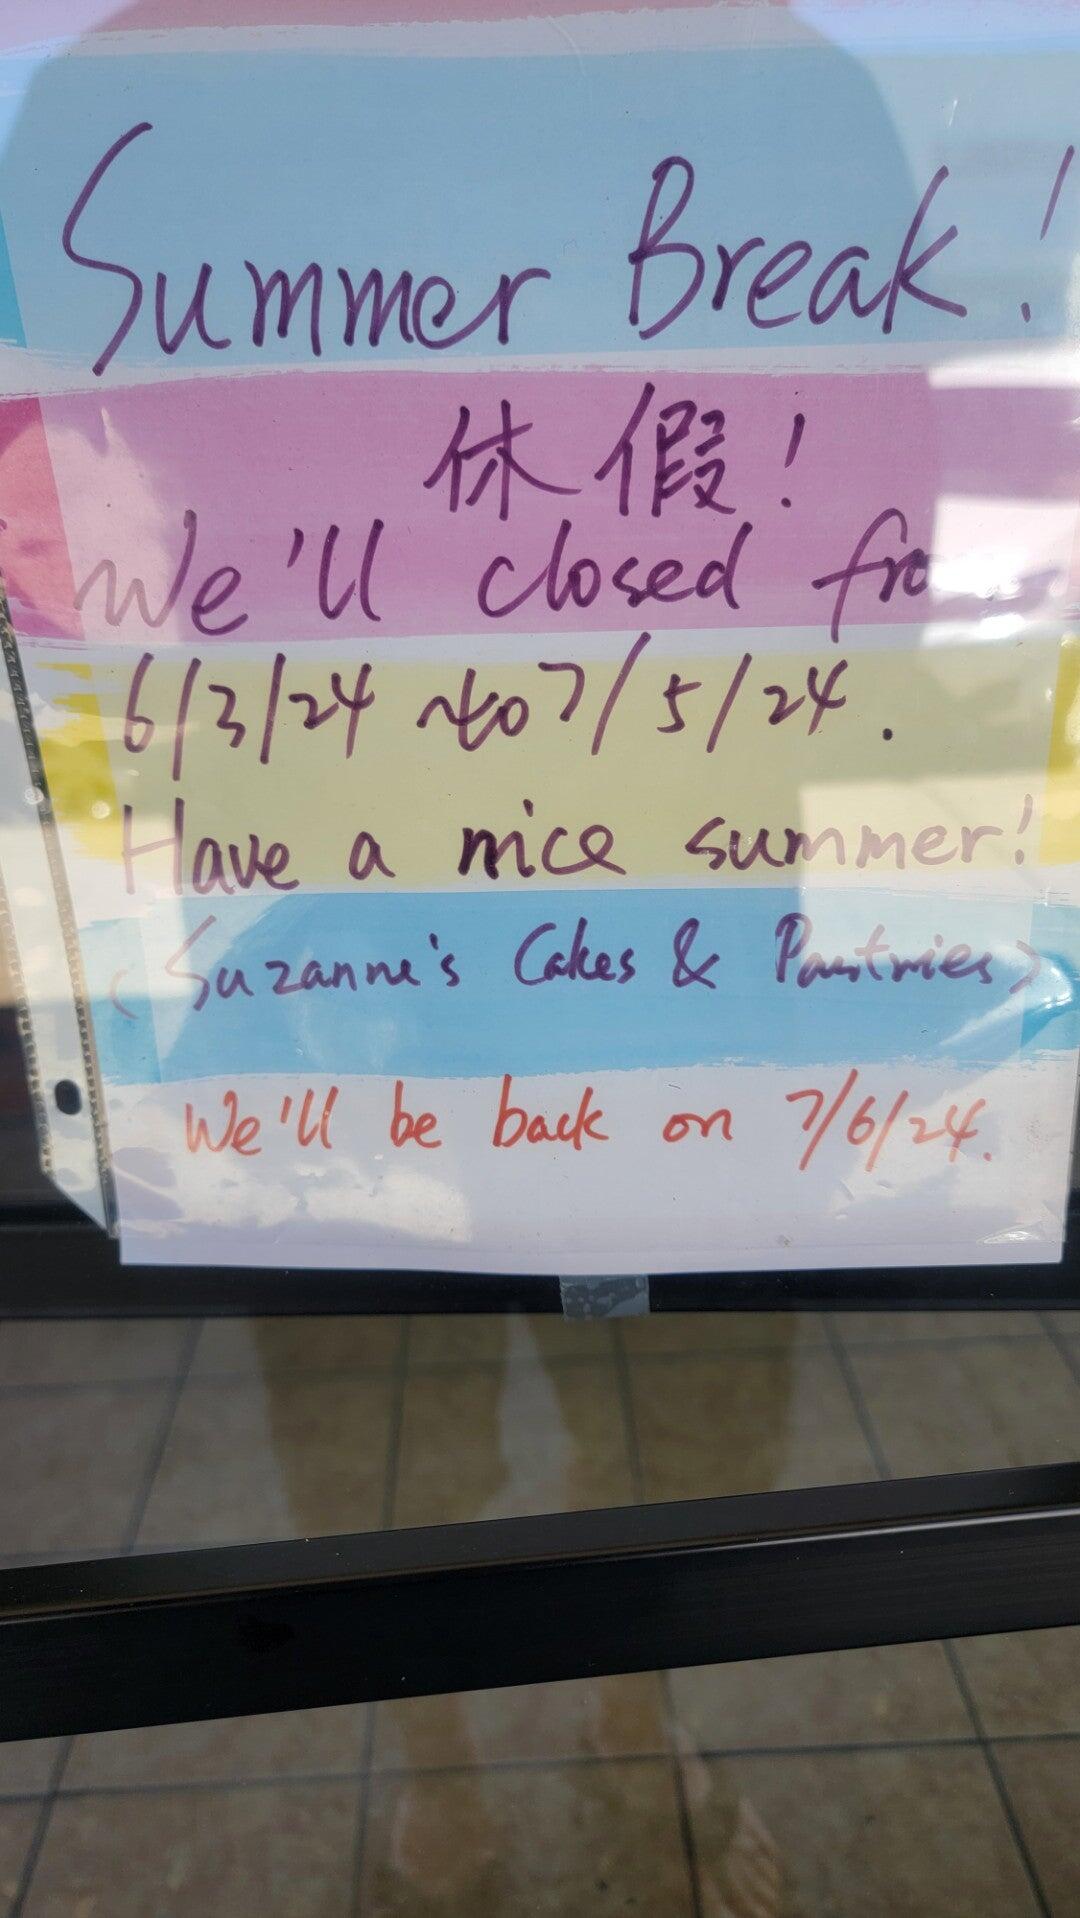 Summer Break!
休假!
We'll closed from
6/3/24 ~to 7/5/24.
Have a nice summer!
(Suzanne's Cakes & Pastries)
We'll be back on 7/6/24.